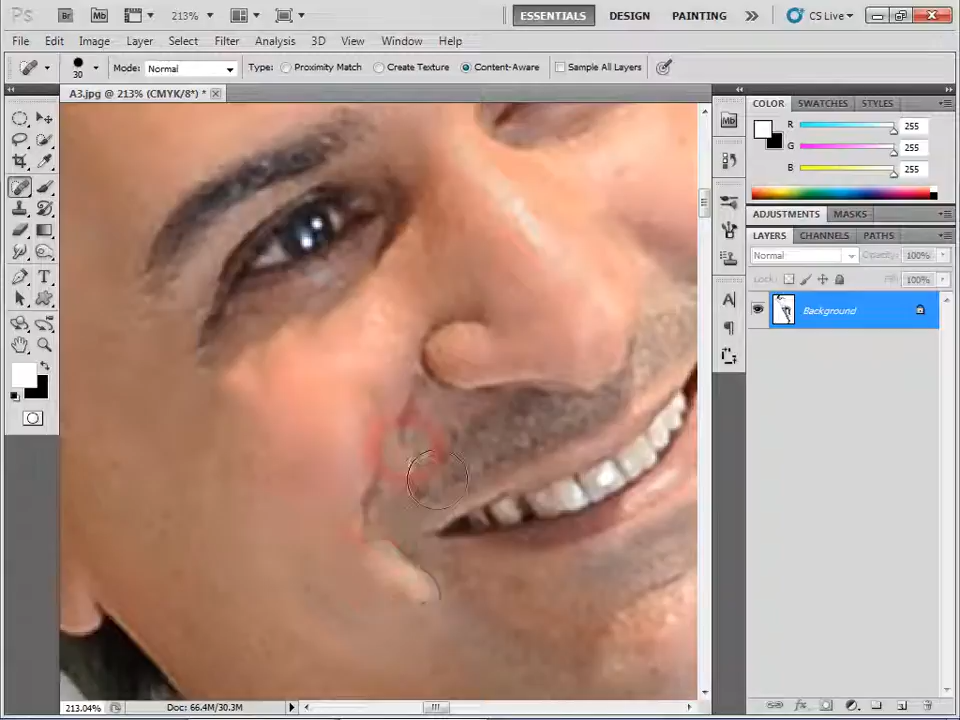 Ps Br Mb 213% ESSENTIALS DESIGN PAINTING CS Live
File Edit Image Layer Select Filter Analysis 3D View Window Help
30 Mode: Normal Type: Proximity Match Create Texture Content-Aware Sample All Layers
A3.jpg @ 213% (CMYK/8*) *
Mb
COLOR SWATCHES STYLES
R 255
G 255
B 255
ADJUSTMENTS MASKS
LAYERS CHANNELS PATHS
Normal Opacity: 100%
Lock: 100%
Background
T
A
213.04% Doc: 66.4M/30.3M
fx